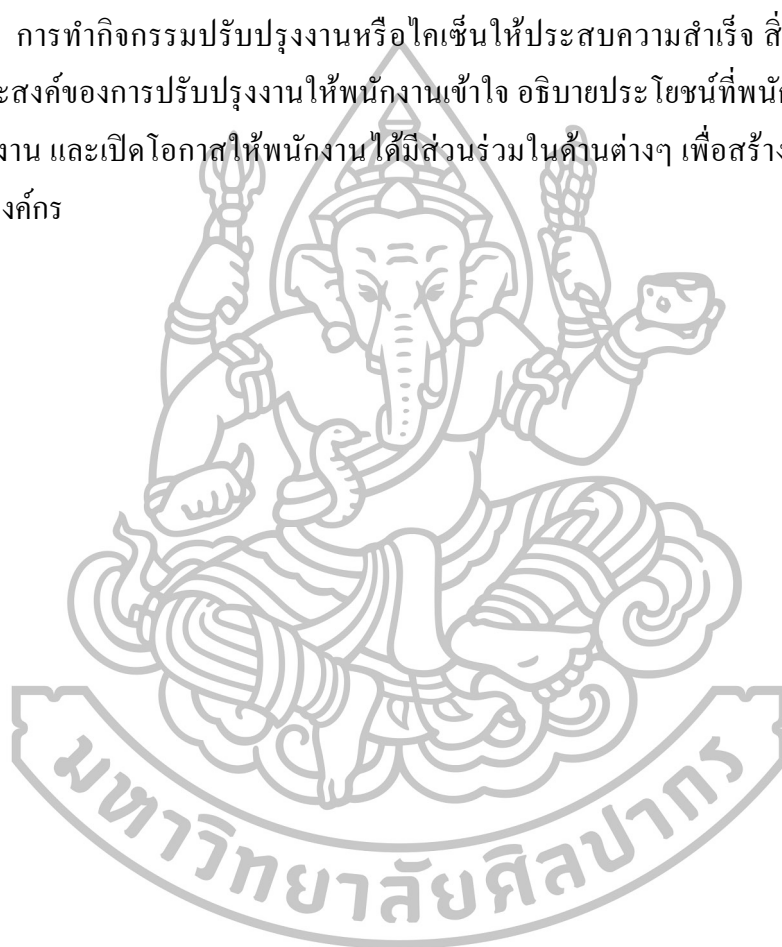 การทำกิจกรรมปรับปรุงงานหรือไคเซ็นให้ประสบความสำเร็จ
ประสงค์ของการปรับปรุงงานให้พนักงานเข้าใจ อธิบายประโยชน์ที่
งาน และเปิดโอกาสให้พนักงานได้มีส่วนร่วมในด้านต่างๆ เพื่อสร้าง
องค์กร
มหาวิทยาลัยศิลปากร